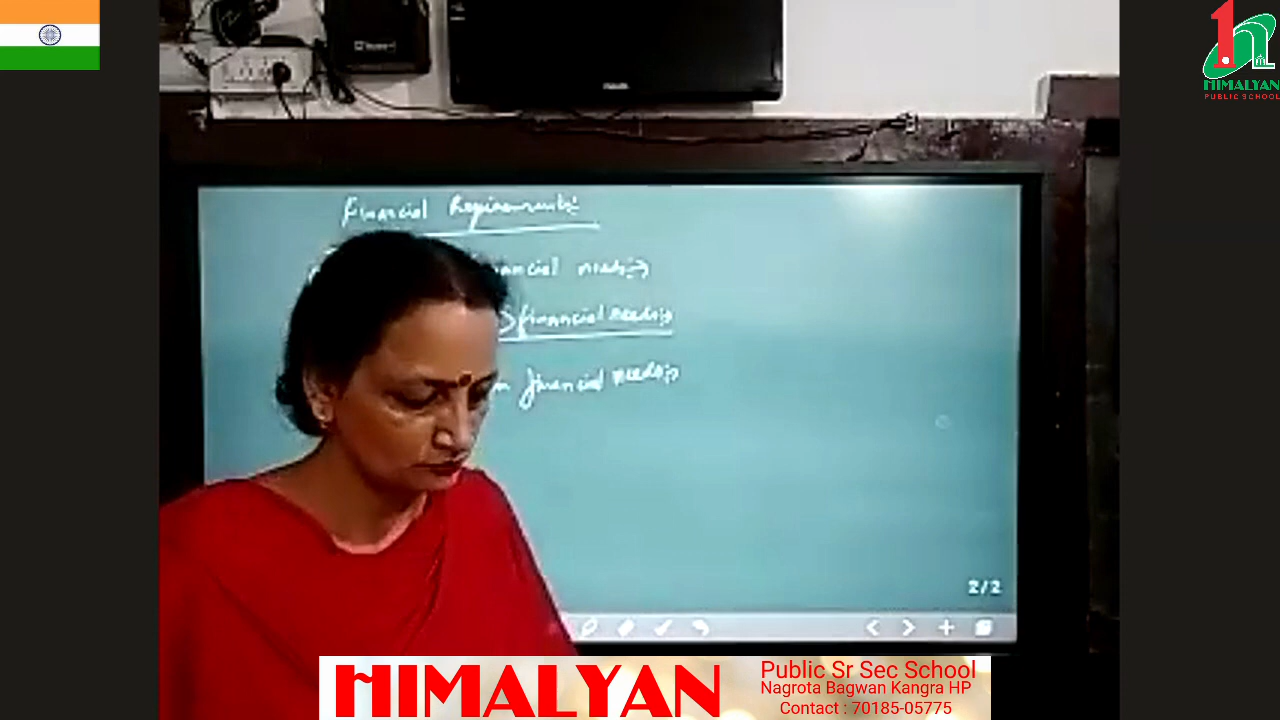 HIMALYAN
PUBLIC SCHOOL
Financial Requirements:
financial needs:→
financial needs:
financial needs:
2/2
HIMALYAN
Public Sr Sec School
Nagrota Bagwan Kangra HP
Contact : 70185-05775